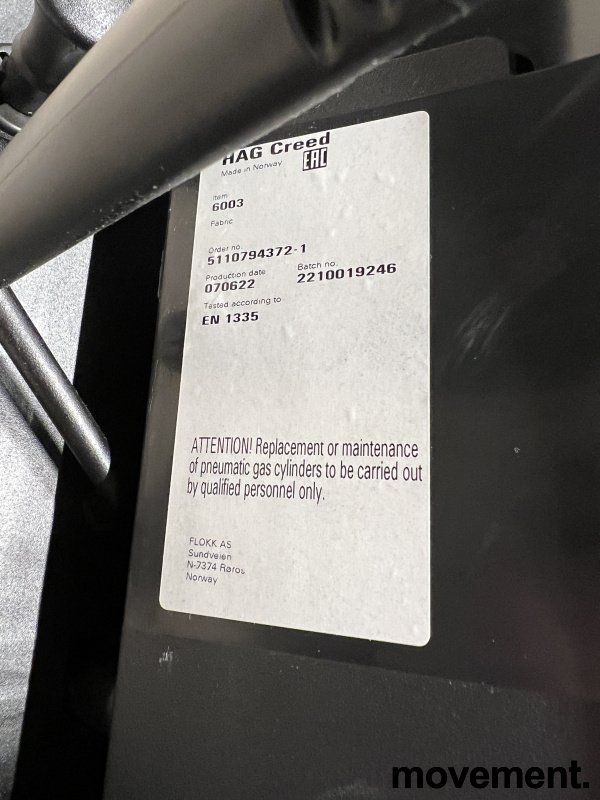 HAG Creed
Made in Norway
EAC
Item
6003
Fabric
Order no.
5110794372-1
Production date
Batch no.
070622
2210019246
Tested according to
EN 1335
ATTENTION! Replacement or maintenance
of pneumatic gas cylinders to be carried out
by qualified personnel only.
FLOKK AS
Sundveien
N-7374 Røros
Norway
movement.